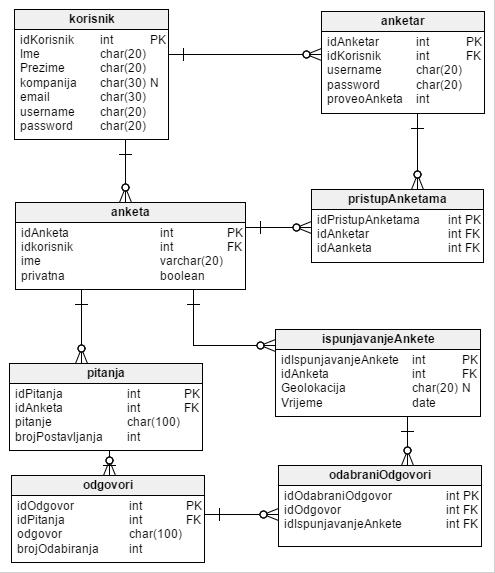 korisnik
idKorisnik int PK
Ime char(20)
Prezime char(20)
kompanija char(30) N
email char(30)
username char(20)
password char(20)
anketar
idAnketar int PK
idKorisnik int FK
username char(20)
password char(20)
proveoAnketa int
anketa
idAnketa int PK
idkorisnik int FK
ime varchar(20)
privatna boolean
pristupAnketama
idPristupAnketama int PK
idAnketar int FK
idAanketa int FK
ispunjavanjeAnkete
idIspunjavanjeAnkete int PK
idAnketa int FK
Geolokacija char(20) N
Vrijeme date
pitanja
idPitanja int PK
idAnketa int FK
pitanje char(100)
brojPostavljanja int
odgovori
idOdgovor int PK
idPitanja int FK
odgovor char(100)
brojOdabiranja int
odabraniOdgovori
idOdabraniOdgovor int PK
idOdgovor int FK
idIspunjavanjeAnkete int FK